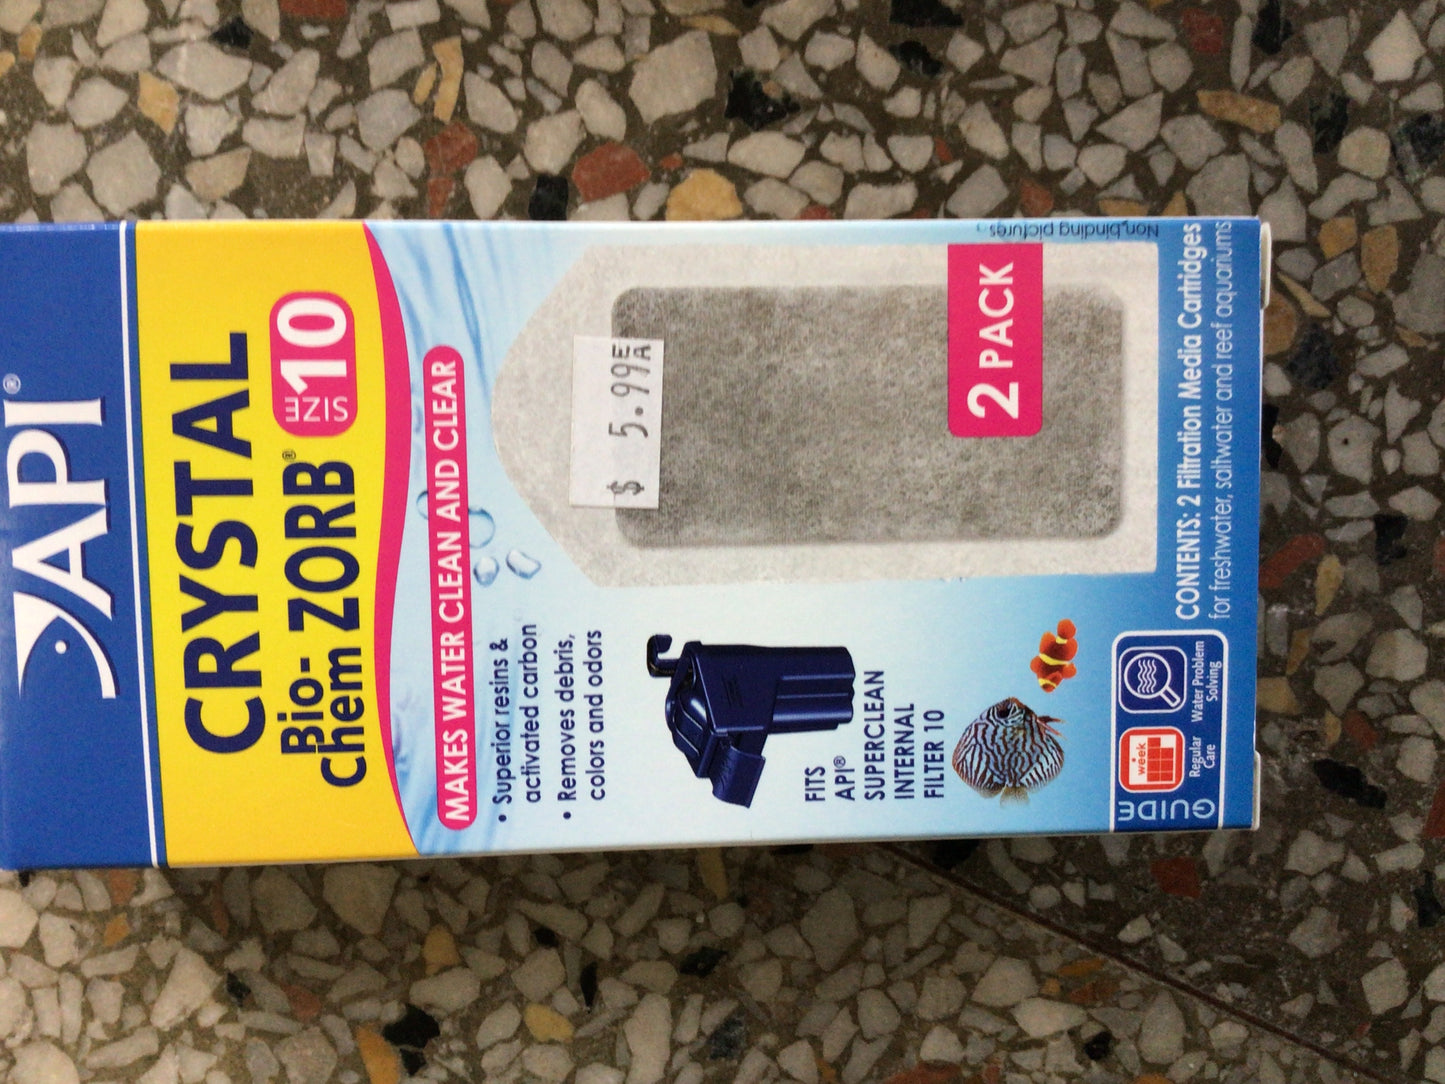 API®
CRYSTAL
Bio-
Chem ZORB®
SIZE 10
MAKES WATER CLEAN AND CLEAR
• Superior resins &
activated carbon
• Removes debris,
colors and odors
$ 5.99EA
2 PACK
FITS
API®
SUPERCLEAN
INTERNAL
FILTER 10
Non binding pictures
GUIDE
week
Regular
Care
Water Problem
Solving
CONTENTS: 2 Filtration Media Cartridges
for freshwater, saltwater and reef aquariums